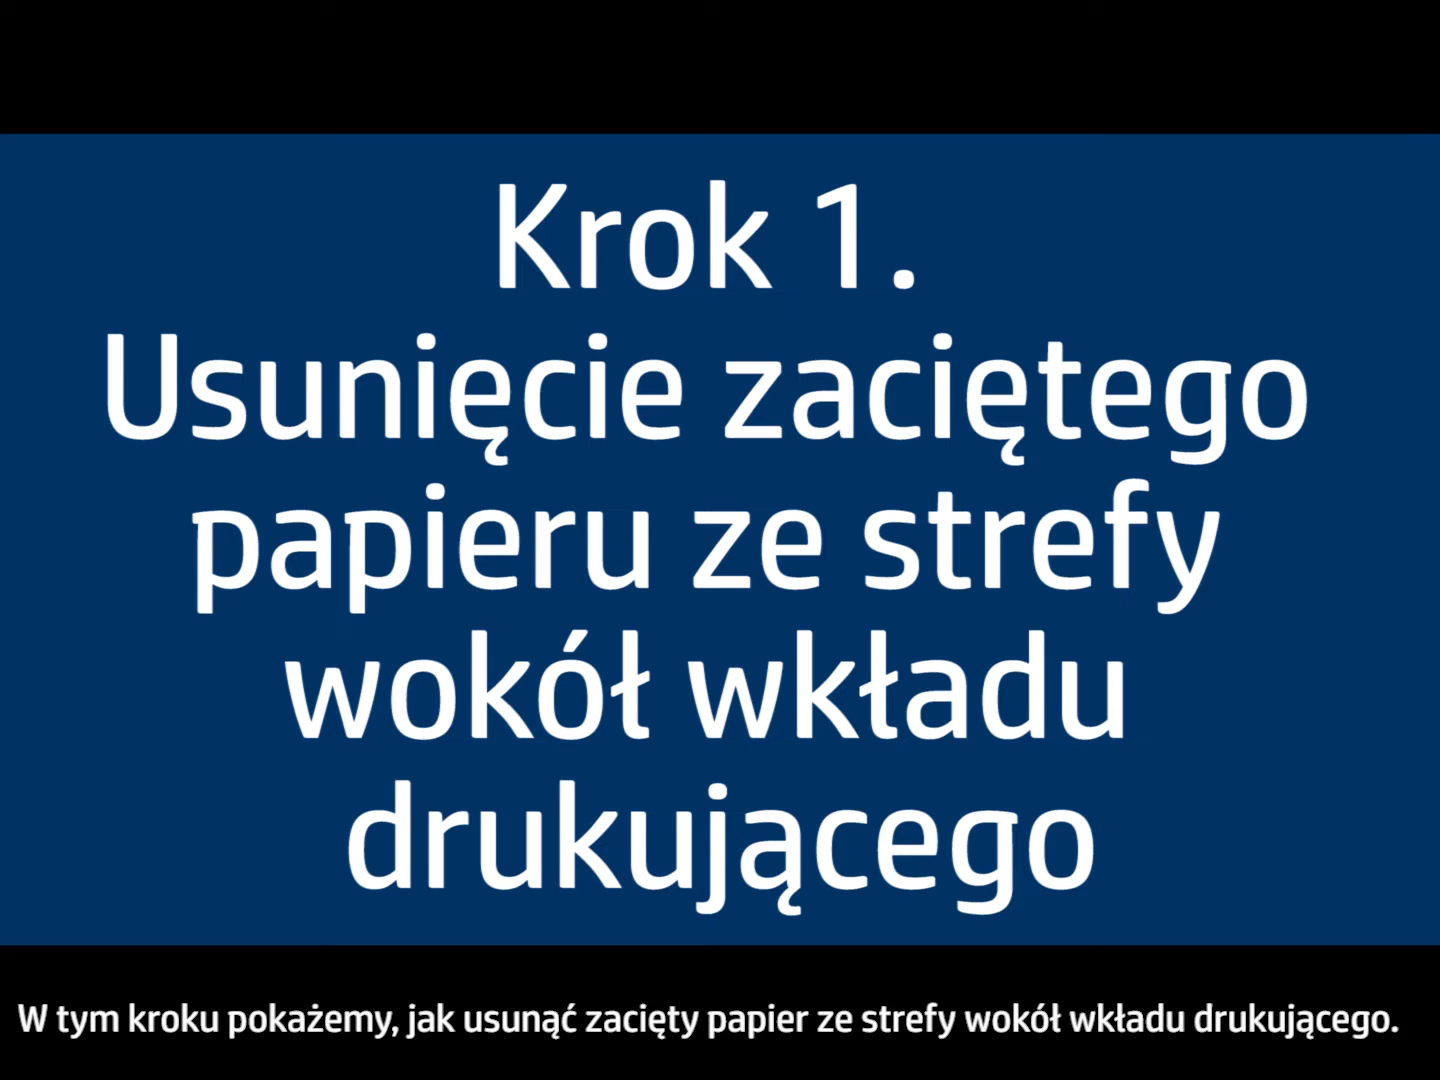 Krok 1.
Usunięcie zaciętego
papieru ze strefy
wokół wkładu
drukującego
W tym kroku pokażemy, jak usunąć zacięty papier ze strefy wokół wkładu drukującego.